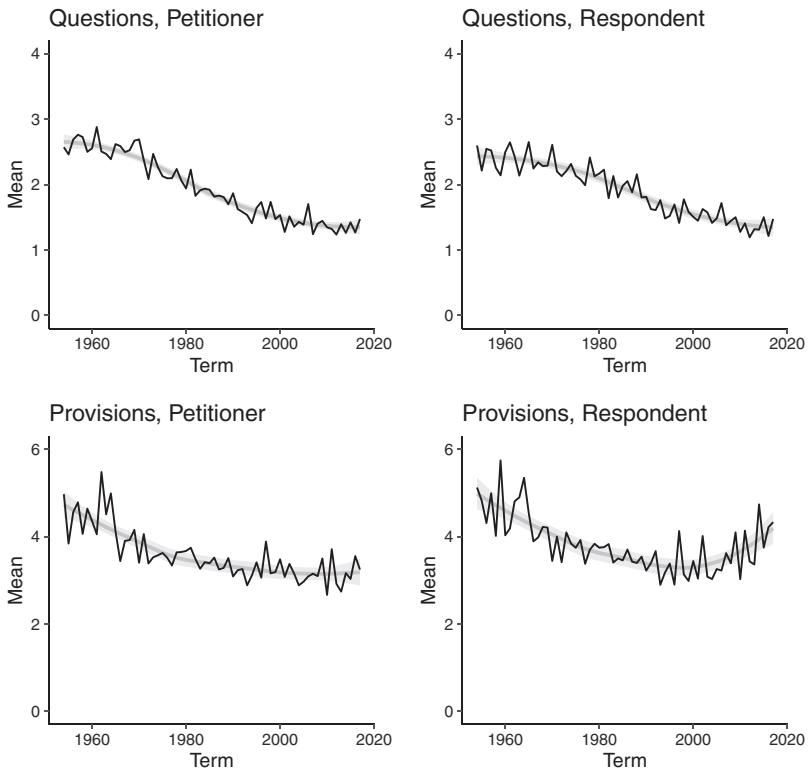 Questions, Petitioner
4
3
2
1
0
Mean
1960
1980
2000
2020
Term
Questions, Respondent
4
3
2
1
0
Mean
1960
1980
2000
2020
Term
Provisions, Petitioner
6
4
2
0
Mean
1960
1980
2000
2020
Term
Provisions, Respondent
6
4
2
0
Mean
1960
1980
2000
2020
Term